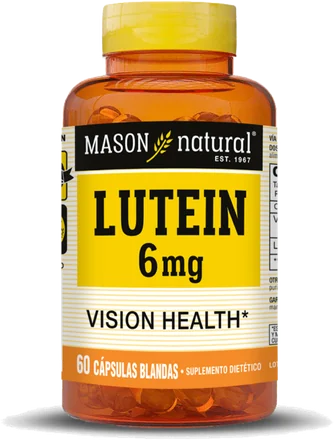 MASON natural®
EST. 1967
LUTEIN
6mg
VISION HEALTH*
60 CÁPSULAS BLANDAS • SUPLEMENTO DIETÉTICO